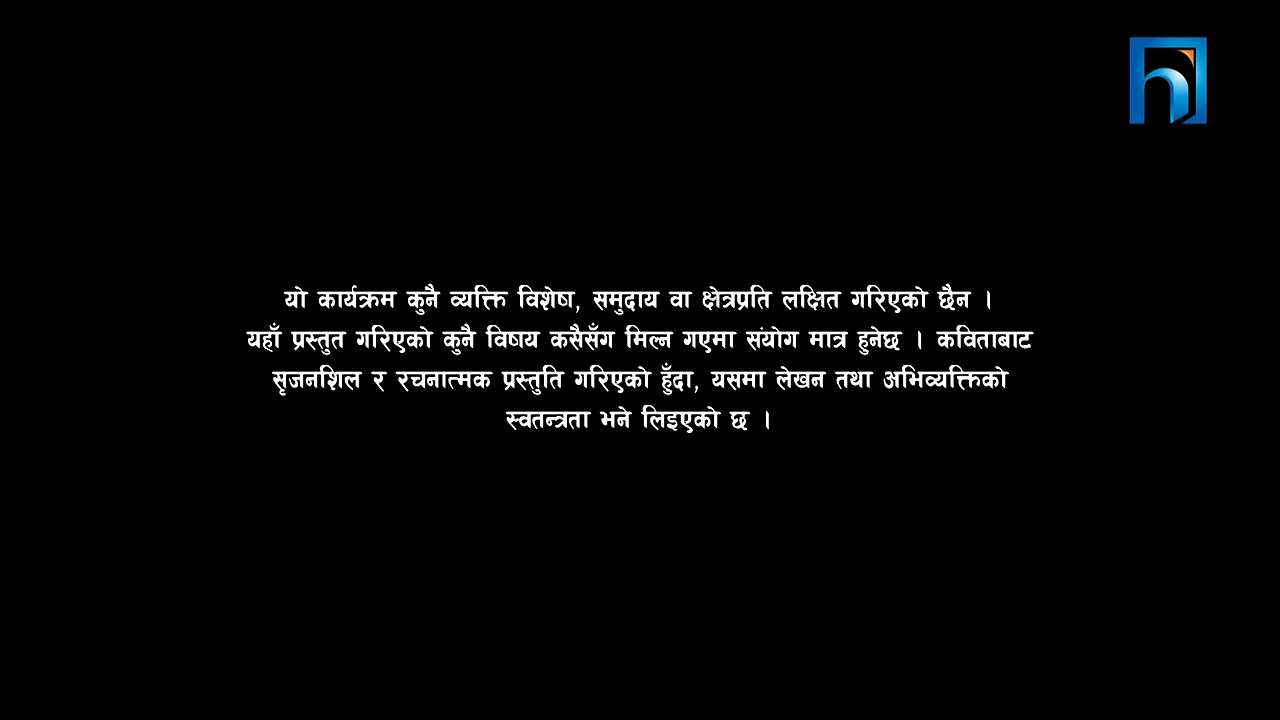 यो कार्यक्रम कुनै व्यक्ति विशेष, समुदाय वा क्षेत्रप्रति लक्षित गरिएको छैन ।
यहाँ प्रस्तुत गरिएको कुनै विषय कसैसँग मिल्न गएमा संयोग मात्र हुनेछ । कविताबाट
सृजनशिल र रचनात्मक प्रस्तुति गरिएको हुँदा, यसमा लेखन तथा अभिव्यक्तिको
स्वतन्त्रता भने लिइएको छ ।